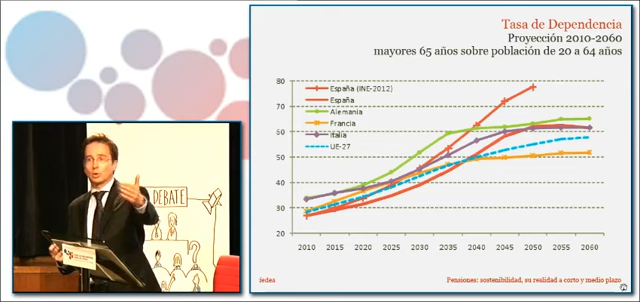 Tasa de Dependencia
Proyección 2010-2060
mayores 65 años sobre población de 20 a 64 años
80
70
60
50
40
30
20
España (INE-2012)
España
Alemania
Francia
Italia
UE-27
2010 2015 2020 2025 2030 2035 2040 2045 2050 2055 2060
fedea
Pensiones: sostenibilidad, su realidad a corto y medio plazo
DEBATE